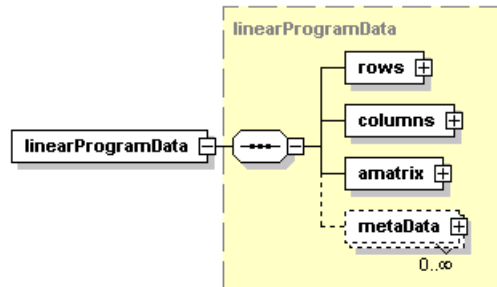 linearProgramData
rows
columns
linearProgramData
amatrix
metaData
0..∞